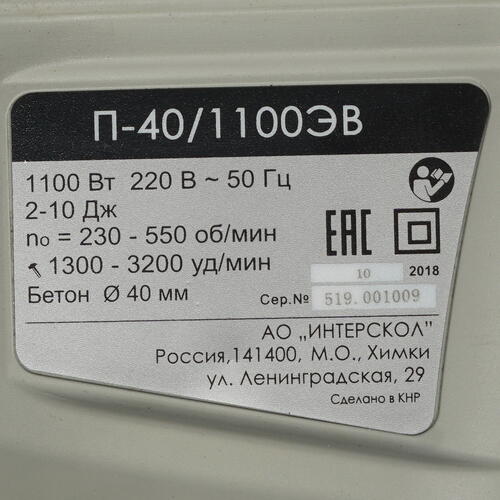 П-40/1100ЭВ
1100 Вт 220 В ~ 50 Гц
2-10 Дж
no = 230 - 550 об/мин
1300 - 3200 уд/мин
Бетон Ø 40 мм
EAC
10 2018
Сер.№ 519.001009
АО „ИНТЕРСКОЛ"
Россия,141400, М.О., Химки
ул. Ленинградская, 29
Сделано в КНР